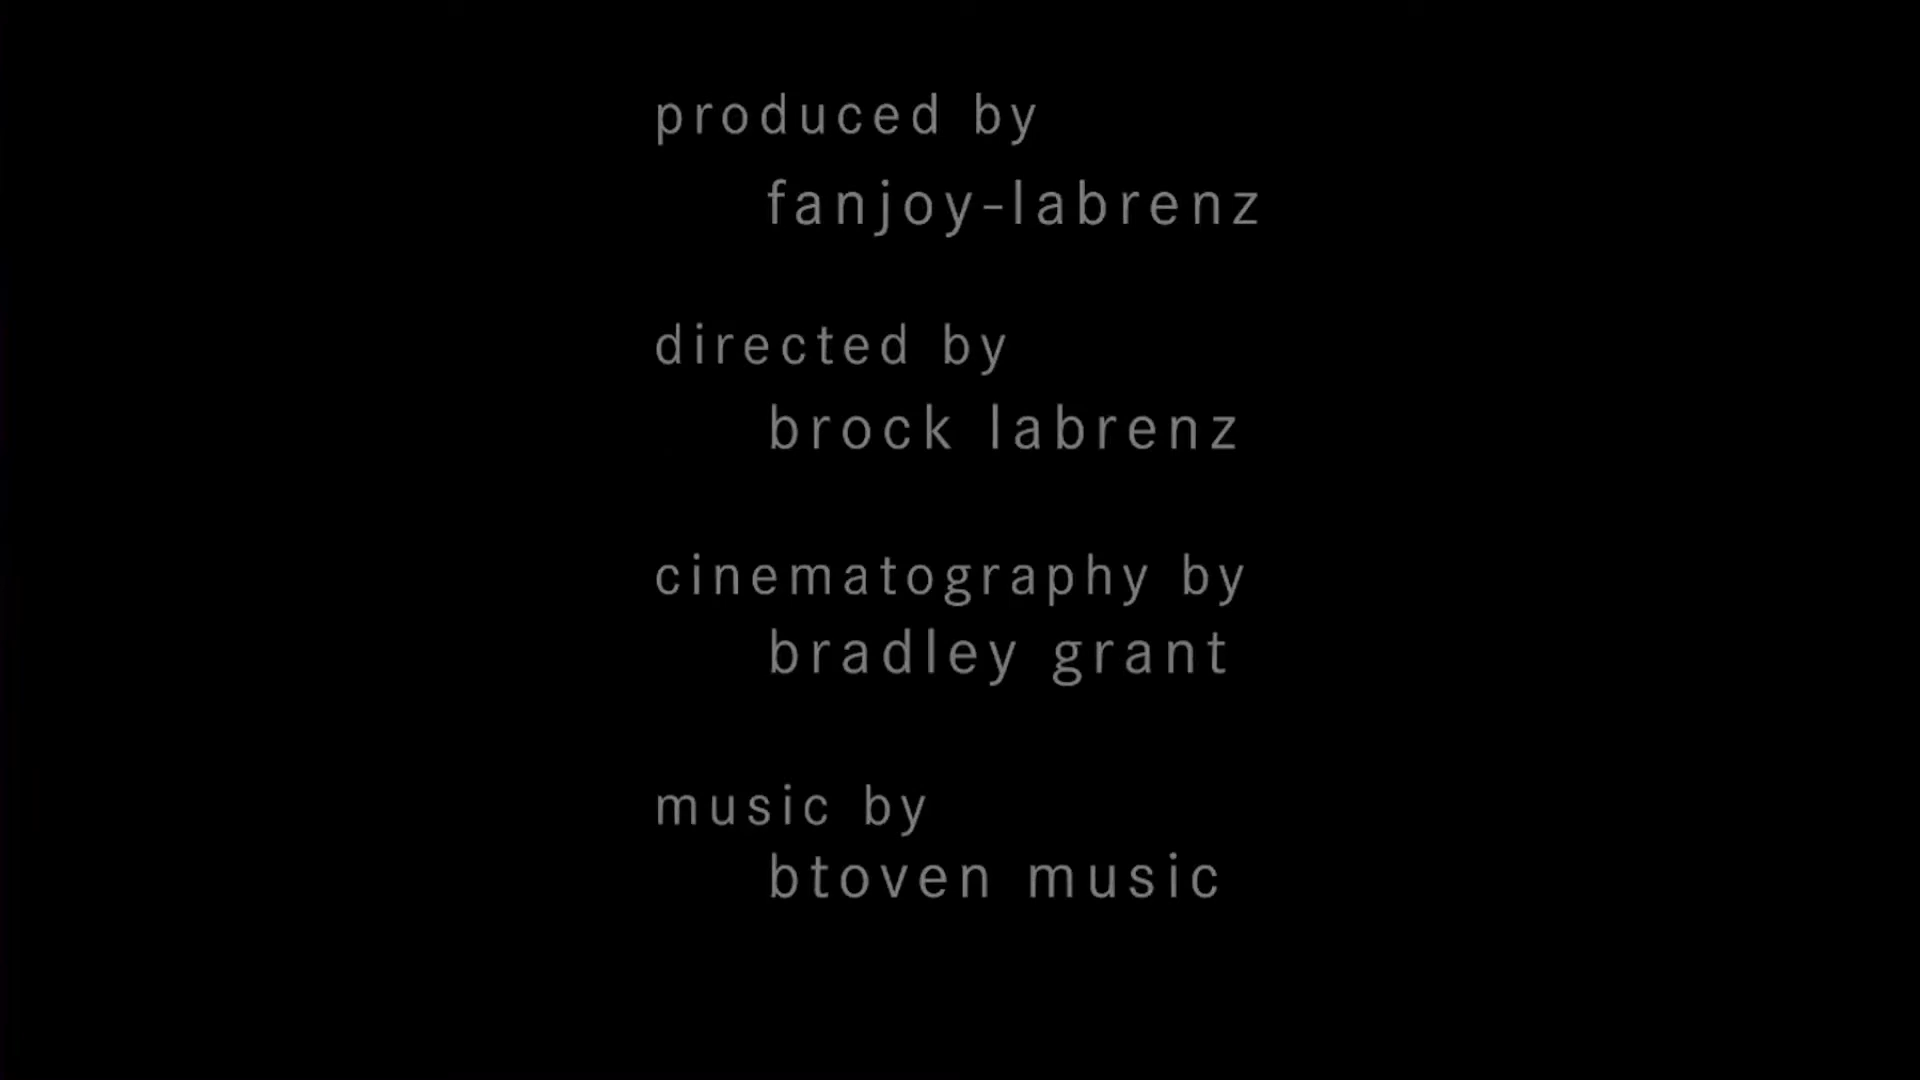 produced by
fanjoy-labrenz
directed by
brock labrenz
cinematography by
bradley grant
music by
btoven music